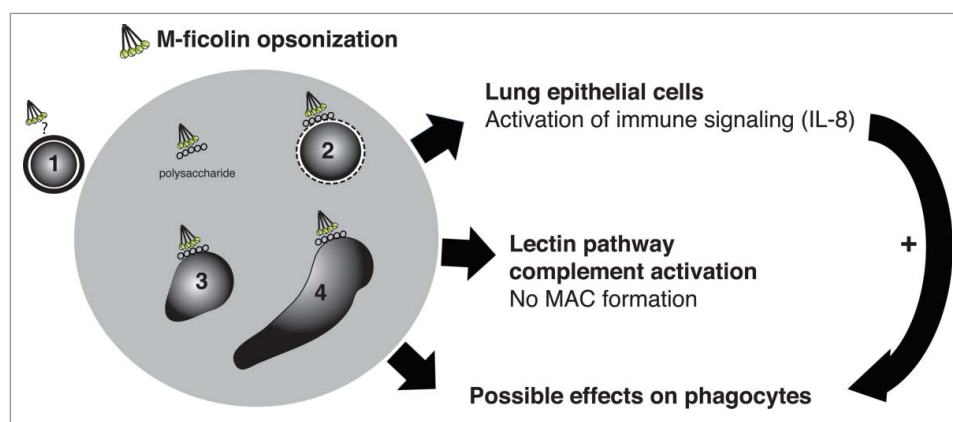 M-ficolin opsonization
?
1
polysaccharide
2
3
4
Lung epithelial cells
Activation of immune signaling (IL-8)
Lectin pathway
complement activation
No MAC formation
+
Possible effects on phagocytes